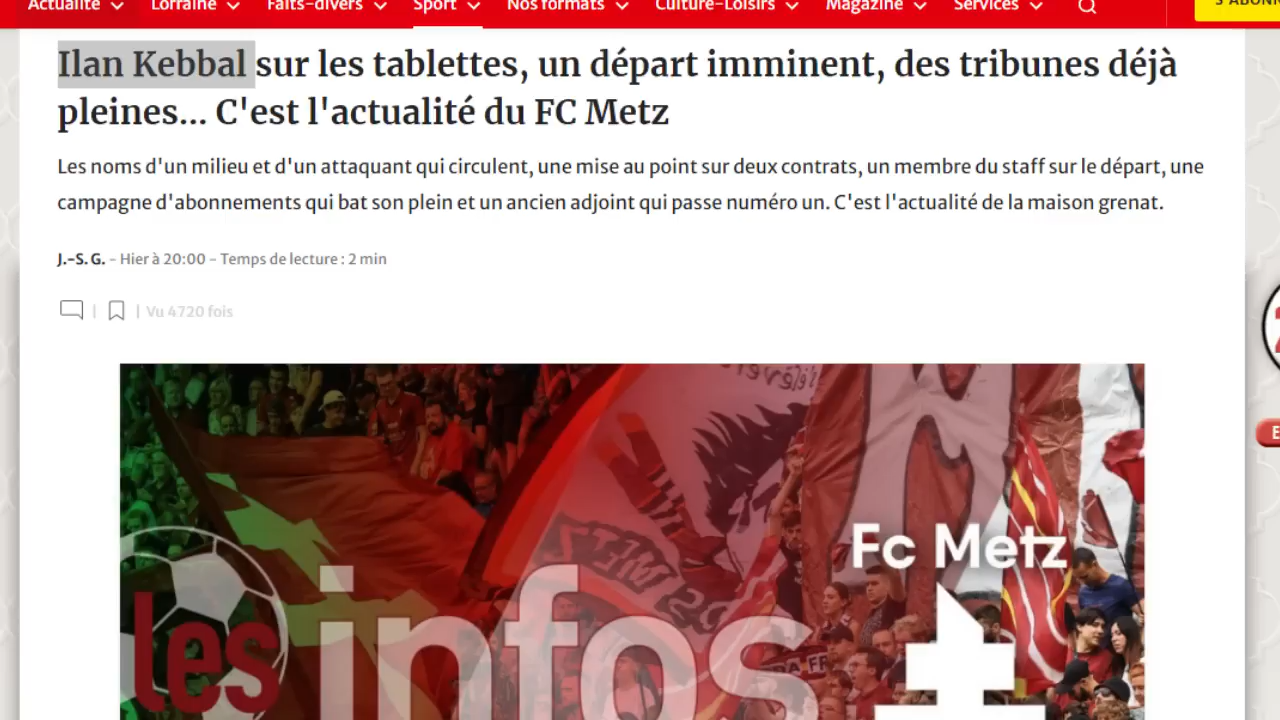 Actualité Lorraine Faits-divers Sport Nos formats Culture-Loisirs Magazine Services
Ilan Kebbal sur les tablettes, un départ imminent, des tribunes déjà
pleines... C'est l'actualité du FC Metz
Les noms d'un milieu et d'un attaquant qui circulent, une mise au point sur deux contrats, un membre du staff sur le départ, une
campagne d'abonnements qui bat son plein et un ancien adjoint qui passe numéro un. C'est l'actualité de la maison grenat.
J.-S. G. - Hier à 20:00 - Temps de lecture : 2 min
| | Vu 4720 fois
Fc Metz
les infos